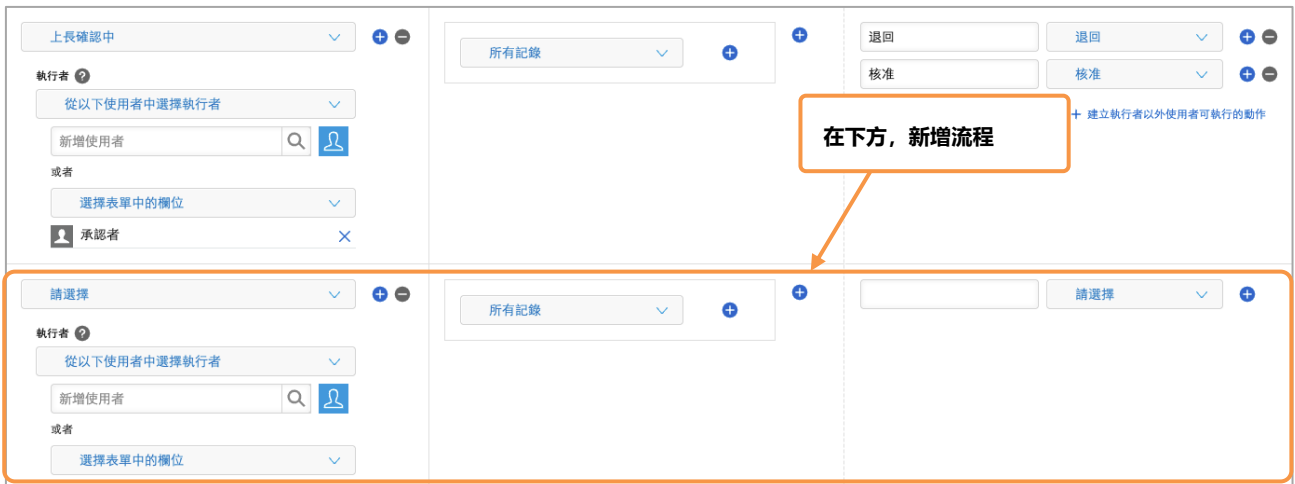 上長確認中
執行者 ?
從以下使用者中選擇執行者
新增使用者
或者
選擇表單中的欄位
承認者
所有記錄
退回 退回
核准 核准
+ 建立執行者以外使用者可執行的動作
在下方，新增流程
請選擇
執行者 ?
從以下使用者中選擇執行者
新增使用者
或者
選擇表單中的欄位
所有記錄
請選擇